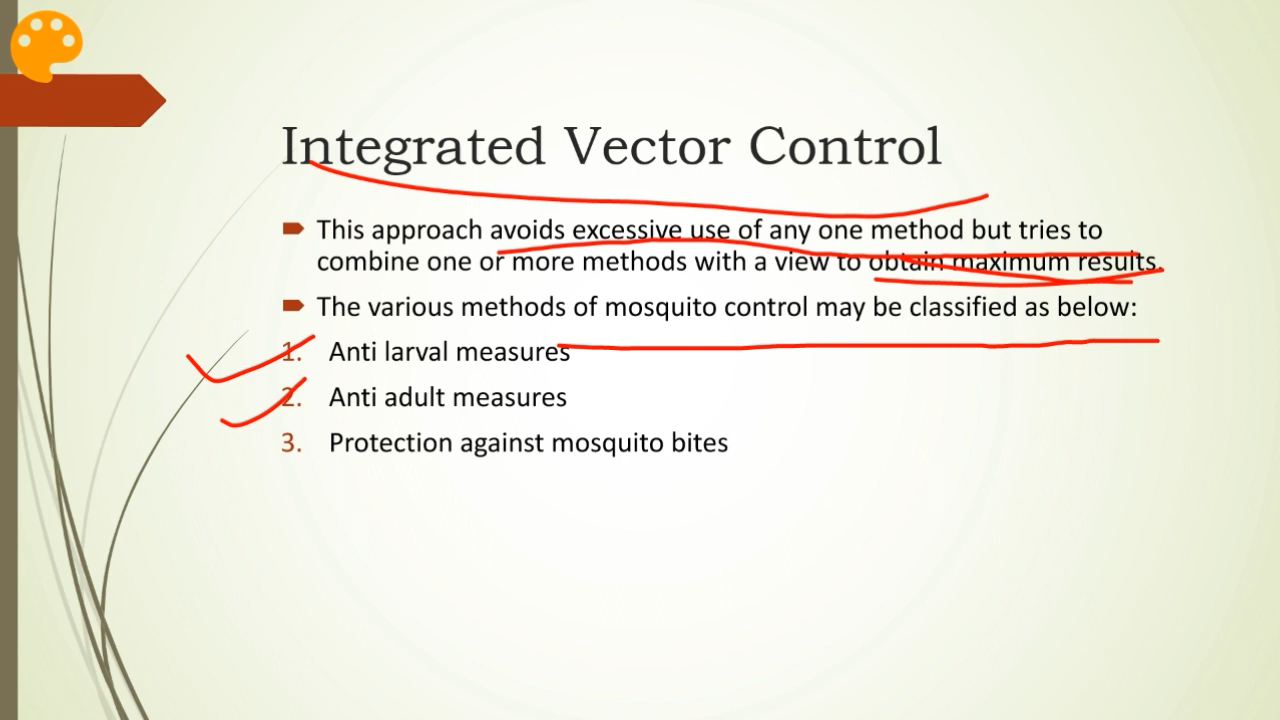 Integrated Vector Control
This approach avoids excessive use of any one method but tries to
combine one or more methods with a view to obtain maximum results.
The various methods of mosquito control may be classified as below:
1. Anti larval measures
2. Anti adult measures
3. Protection against mosquito bites